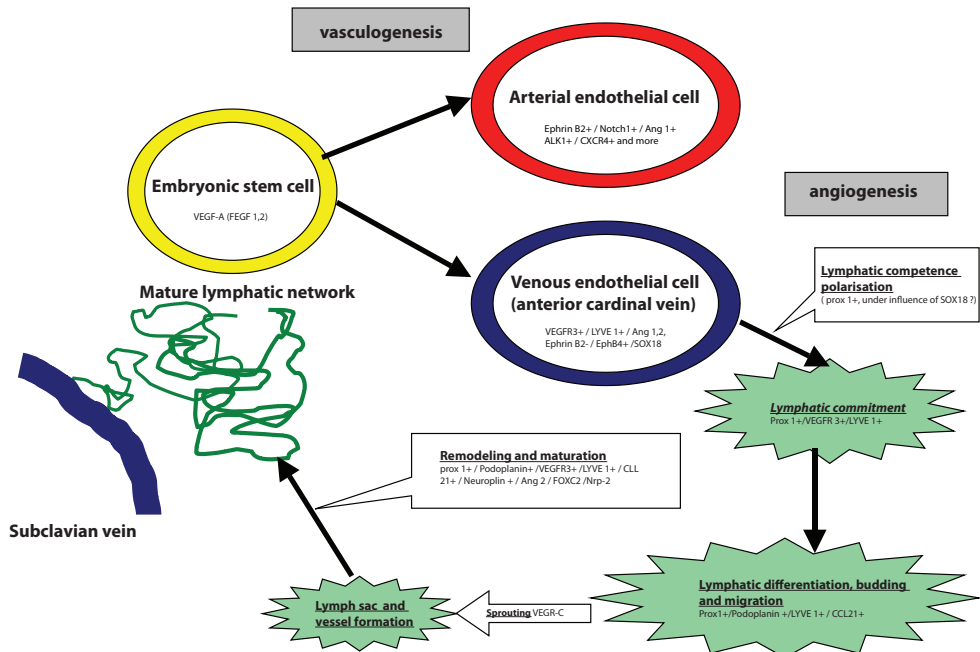 vasculogenesis
Arterial endothelial cell
Ephrin B2+ / Notch1+ / Ang 1+
ALK1+ / CXCR4+ and more
Embryonic stem cell
VEGF-A (FEGF 1,2)
angiogenesis
Venous endothelial cell
(anterior cardinal vein)
VEGFR3+ / LYVE 1+ / Ang 1,2,
Ephrin B2- / EphB4+ /SOX18
Lymphatic competence
polarisation
( prox 1+, under influence of SOX18 ?)
Lymphatic commitment
Prox 1+/VEGFR 3+/LYVE 1+
Lymphatic differentiation, budding
and migration
Prox1+/Podoplanin +/LYVE 1+ / CCL21+
Sprouting VEGR-C
Lymph sac and
vessel formation
Remodeling and maturation
prox 1+ / Podoplanin+ /VEGFR3+ /LYVE 1+ / CLL
21+ / Neuroplin + / Ang 2 / FOXC2 /Nrp-2
Mature lymphatic network
Subclavian vein